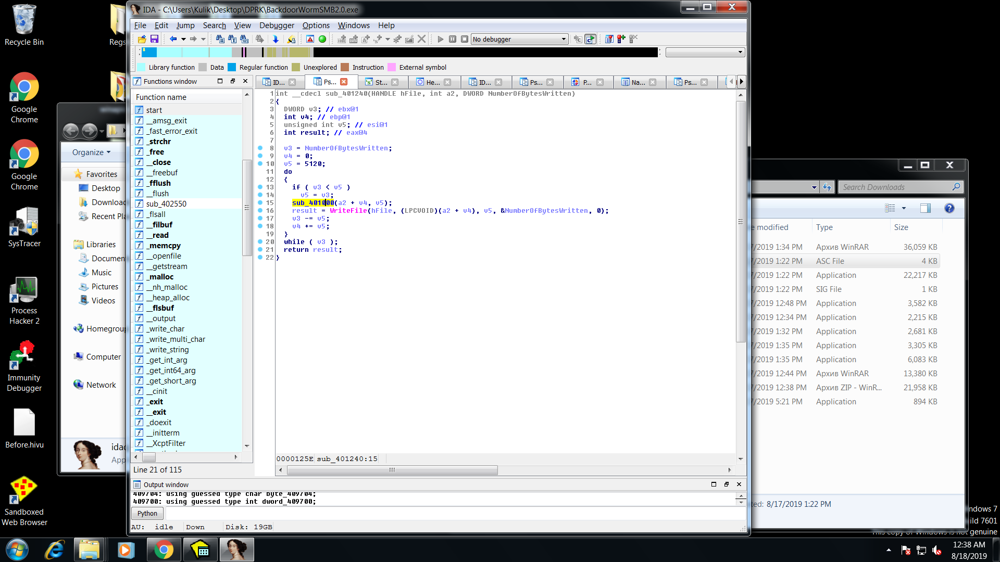 Recycle Bin
Google
Chrome
Google
Chrome
SysTracer
Process
Hacker 2
Immunity
Debugger
Before.hivu
Sandboxed
Web Browser
Regs
IDA - C:\Users\Kulik\Desktop\DPRK\BackdoorWormSMB2.0.exe
File Edit Jump Search View Debugger Options Windows Help
No debugger
Library function Data Regular function Unexplored Instruction External symbol
Functions window
ID... Ps... St... He... ID... Ps... P... Na... Ps...
Function name
start
__amsg_exit
_fast_error_exit
_strchr
_free
__close
__freebuf
_fflush
__flush
sub_402550
_flsall
__filbuf
__read
_memcpy
__openfile
__getstream
_malloc
__nh_malloc
__heap_alloc
__flsbuf
__output
_write_char
_write_multi_char
_write_string
_get_int_arg
_get_int64_arg
_get_short_arg
__cinit
_exit
__exit
_doexit
__initterm
__XcptFilter
Line 21 of 115
1 int __cdecl sub_401240(HANDLE hFile, int a2, DWORD NumberOfBytesWritten)
2 {
3 DWORD v3; // ebx@1
4 int v4; // ebp@1
5 unsigned int v5; // esi@1
6 int result; // eax@4
7
8 v3 = NumberOfBytesWritten;
9 v4 = 0;
10 v5 = 5120;
11 do
12 {
13 if ( v3 < v5 )
14 v5 = v3;
15 sub_401000(a2 + v4, v5);
16 result = WriteFile(hFile, (LPCVOID)(a2 + v4), v5, &NumberOfBytesWritten, 0);
17 v3 -= v5;
18 v4 += v5;
19 }
20 while ( v3 );
21 return result;
22 }
0000125E sub_401240:15
Output window
409704: using guessed type char byte_409704;
409700: using guessed type int dword_409700;
Python
AU: idle Down Disk: 19GB
Organize
Favorites
Desktop
Downloa
Recent Pla
Libraries
Documen
Music
Pictures
Videos
Homegrou
Computer
Network
idaq
App
Search Downloads
e modified Type Size
7/2019 1:34 PM Архив WinRAR 36,059 KB
7/2019 1:22 PM ASC File 4 KB
7/2019 1:22 PM Application 22,217 KB
7/2019 1:22 PM SIG File 1 KB
7/2019 12:48 PM Application 3,582 KB
7/2019 12:34 PM Application 2,215 KB
7/2019 1:32 PM Application 2,681 KB
7/2019 1:35 PM Application 3,305 KB
7/2019 1:35 PM Application 6,083 KB
7/2019 12:44 PM Архив WinRAR 13,380 KB
7/2019 12:38 PM Архив ZIP - WinR... 21,958 KB
7/2019 5:21 PM Application 894 KB
ted: 8/17/2019 1:22 PM
ndows 7
ild 7601
This copy of Windows is not genuine
12:38 AM
8/18/2019